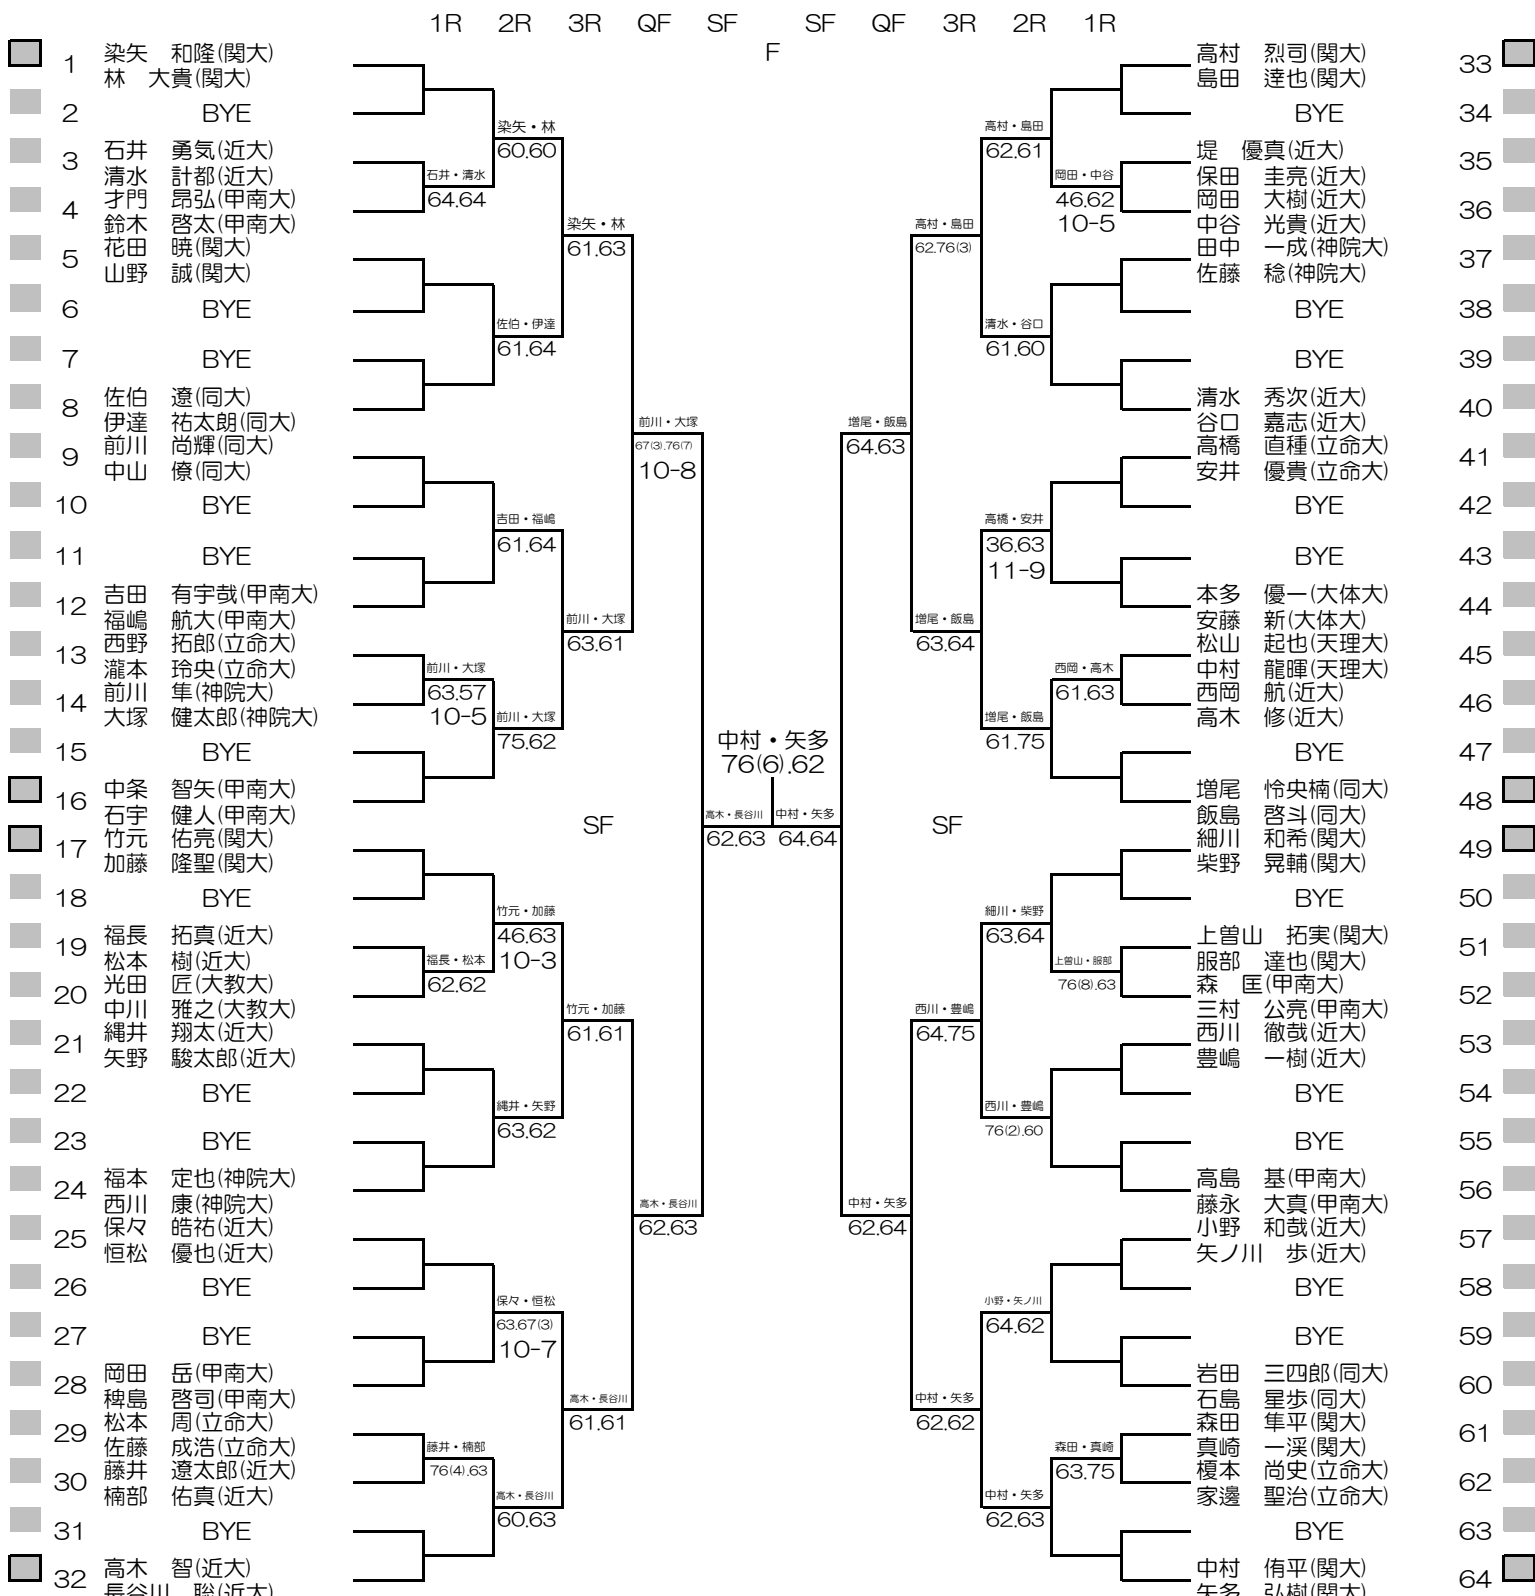 1R 2R 3R QF SF SF QF 3R 2R 1R
F
1 染矢 和隆(関大)
林 大貴(関大)
2 BYE
3 石井 勇気(近大)
清水 計都(近大)
4 才門 昂弘(甲南大)
鈴木 啓太(甲南大)
5 花田 暁(関大)
山野 誠(関大)
6 BYE
7 BYE
8 佐伯 遼(同大)
伊達 祐太朗(同大)
9 前川 尚輝(同大)
中山 僚(同大)
10 BYE
11 BYE
12 吉田 有宇哉(甲南大)
福嶋 航大(甲南大)
13 西野 拓郎(立命大)
瀧本 玲央(立命大)
14 前川 隼(神院大)
大塚 健太郎(神院大)
15 BYE
16 中条 智矢(甲南大)
石宇 健人(甲南大)
17 竹元 佑亮(関大)
加藤 隆聖(関大)
18 BYE
19 福長 拓真(近大)
松本 樹(近大)
20 光田 匠(大教大)
中川 雅之(大教大)
21 縄井 翔太(近大)
矢野 駿太郎(近大)
22 BYE
23 BYE
24 福本 定也(神院大)
西川 康(神院大)
25 保々 皓祐(近大)
恒松 優也(近大)
26 BYE
27 BYE
28 岡田 岳(甲南大)
稗島 啓司(甲南大)
29 松本 周(立命大)
佐藤 成浩(立命大)
30 藤井 遼太郎(近大)
楠部 佑真(近大)
31 BYE
32 高木 智(近大)
長谷川 聡(近大)
石井・清水
64.64
前川・大塚
63.57
10-5
福長・松本
62.62
藤井・楠部
76(4).63
染矢・林
60.60
佐伯・伊達
61.64
吉田・福嶋
61.64
前川・大塚
75.62
竹元・加藤
46.63
10-3
縄井・矢野
63.62
保々・恒松
63.67(3)
10-7
高木・長谷川
60.63
染矢・林
61.63
前川・大塚
63.61
竹元・加藤
61.61
高木・長谷川
61.61
前川・大塚
67(3).76(7)
10-8
高木・長谷川
62.63
SF
高木・長谷川
62.63
中村・矢多
76(6).62
中村・矢多
64.64
SF
増尾・飯島
64.63
中村・矢多
62.64
高村・島田
62.76(3)
増尾・飯島
63.64
西川・豊嶋
64.75
中村・矢多
62.62
高村・島田
62.61
清水・谷口
61.60
高橋・安井
36.63
11-9
増尾・飯島
61.75
細川・柴野
63.64
西川・豊嶋
76(2).60
小野・矢ノ川
64.62
中村・矢多
62.63
岡田・中谷
46.62
10-5
西岡・高木
61.63
上曽山・服部
76(8).63
森田・真崎
63.75
高村 烈司(関大) 33
島田 達也(関大)
BYE 34
堤 優真(近大) 35
保田 圭亮(近大)
岡田 大樹(近大) 36
中谷 光貴(近大)
田中 一成(神院大) 37
佐藤 稔(神院大)
BYE 38
BYE 39
清水 秀次(近大) 40
谷口 嘉志(近大)
高橋 直種(立命大) 41
安井 優貴(立命大)
BYE 42
BYE 43
本多 優一(大体大) 44
安藤 新(大体大)
松山 起也(天理大) 45
中村 龍暉(天理大)
西岡 航(近大) 46
高木 修(近大)
BYE 47
増尾 怜央楠(同大) 48
飯島 啓斗(同大)
細川 和希(関大) 49
柴野 晃輔(関大)
BYE 50
上曽山 拓実(関大) 51
服部 達也(関大)
森 匡(甲南大) 52
三村 公亮(甲南大)
西川 徹哉(近大) 53
豊嶋 一樹(近大)
BYE 54
BYE 55
高島 基(甲南大) 56
藤永 大真(甲南大)
小野 和哉(近大) 57
矢ノ川 歩(近大)
BYE 58
BYE 59
岩田 三四郎(同大) 60
石島 星歩(同大)
森田 隼平(関大) 61
真崎 一渓(関大)
榎本 尚史(立命大) 62
家邊 聖治(立命大)
BYE 63
中村 侑平(関大) 64
矢多 弘樹(関大)